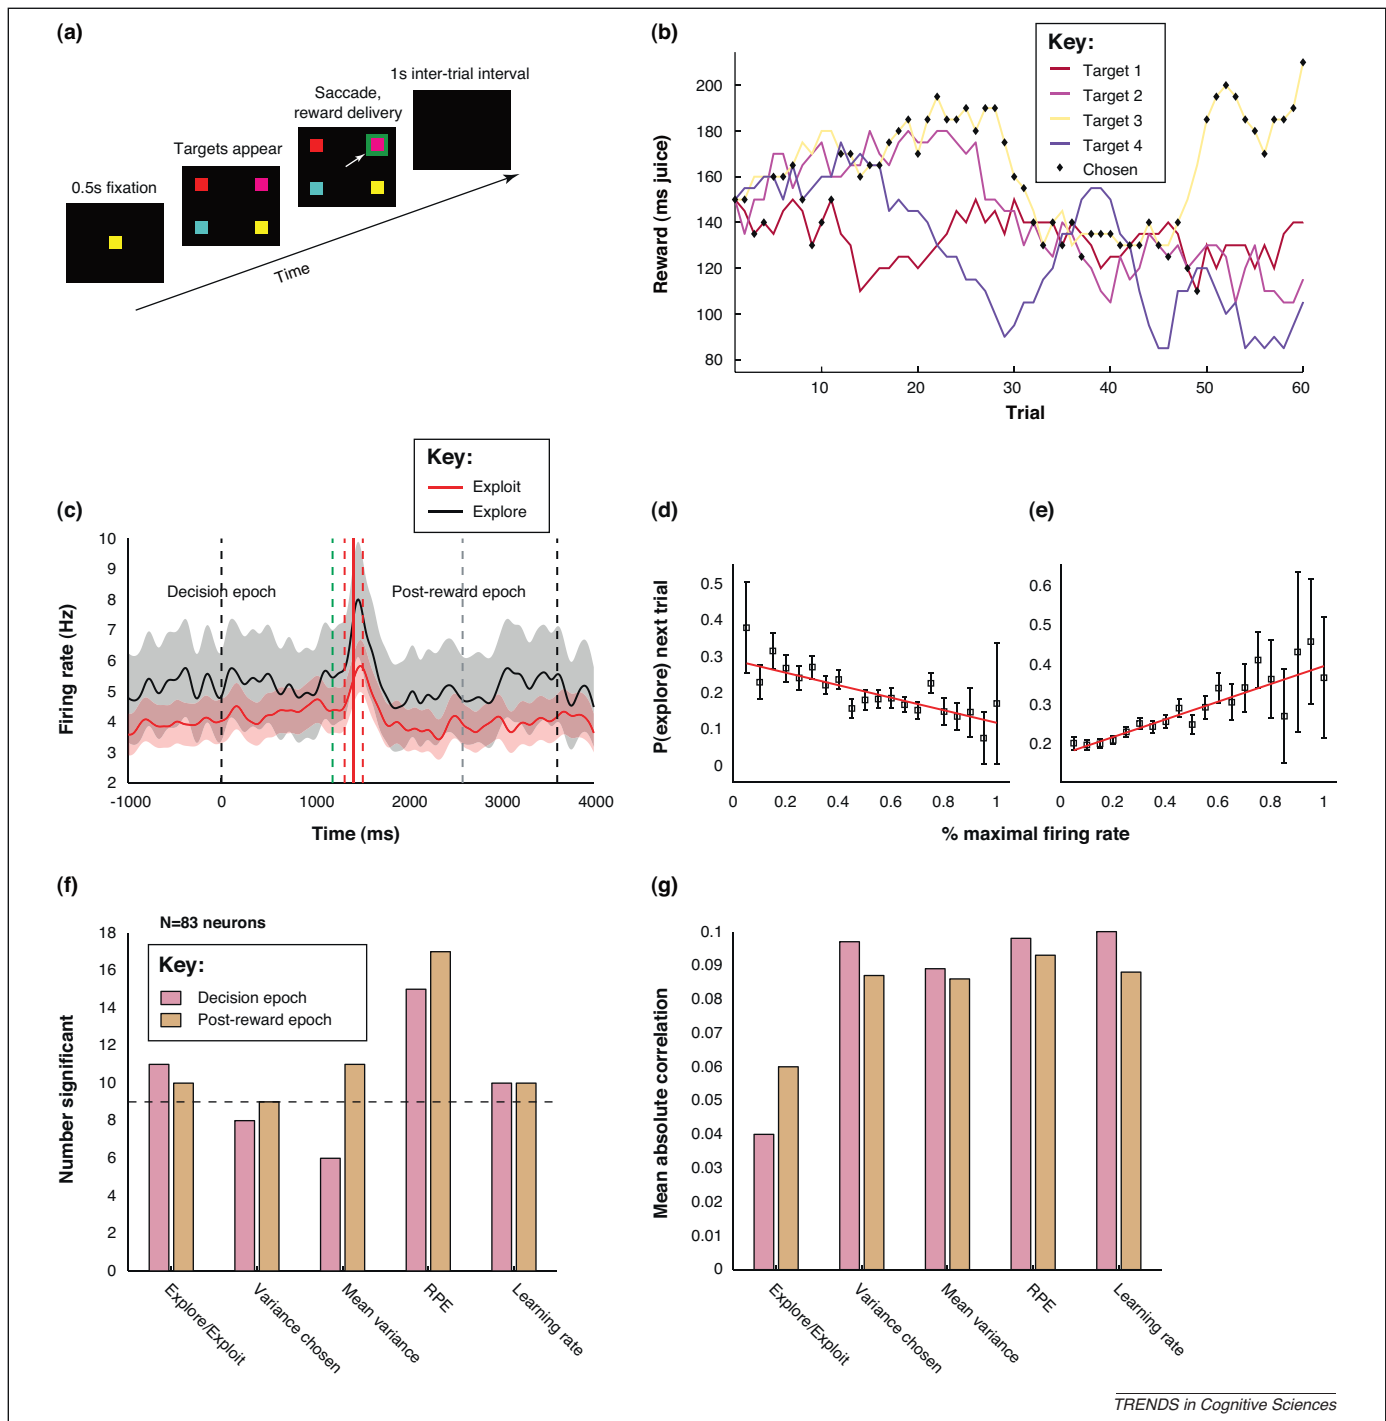 (a)
0.5s fixation
Targets appear
Saccade,
reward delivery
1s inter-trial interval
Time
(b)
Key:
Target 1
Target 2
Target 3
Target 4
Chosen
Reward (ms juice)
200
180
160
140
120
100
80
10
20
30
40
50
60
Trial
(c)
Key:
Exploit
Explore
Decision epoch
Post-reward epoch
Firing rate (Hz)
10
9
8
7
6
5
4
3
2
-1000
0
1000
2000
3000
4000
Time (ms)
(d)
P(explore) next trial
0.5
0.4
0.3
0.2
0.1
0
0
0.2
0.4
0.6
0.8
1
(e)
0.6
0.5
0.4
0.3
0.2
0
0.2
0.4
0.6
0.8
1
% maximal firing rate
(f)
N=83 neurons
Key:
Decision epoch
Post-reward epoch
Number significant
18
16
14
12
10
8
6
4
2
0
Explore/Exploit
Variance chosen
Mean variance
RPE
Learning rate
(g)
Mean absolute correlation
0.1
0.09
0.08
0.07
0.06
0.05
0.04
0.03
0.02
0.01
0
Explore/Exploit
Variance chosen
Mean variance
RPE
Learning rate
TRENDS in Cognitive Sciences